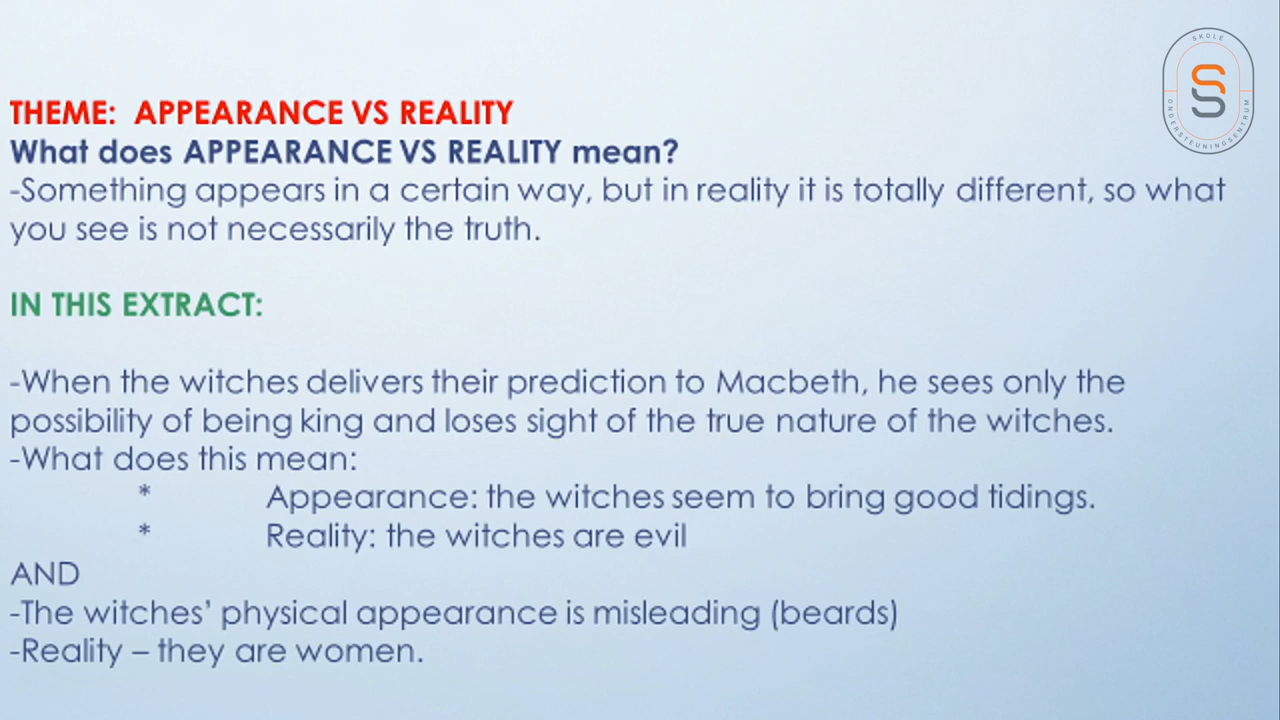 SKOLE
ONDERSTEUNINGSENTRUM
THEME:  APPEARANCE VS REALITY
What does APPEARANCE VS REALITY mean?
-Something appears in a certain way, but in reality it is totally different, so what
you see is not necessarily the truth.
IN THIS EXTRACT:
-When the witches delivers their prediction to Macbeth, he sees only the
possibility of being king and loses sight of the true nature of the witches.
-What does this mean:
* Appearance: the witches seem to bring good tidings.
* Reality: the witches are evil
AND
-The witches’ physical appearance is misleading (beards)
-Reality – they are women.